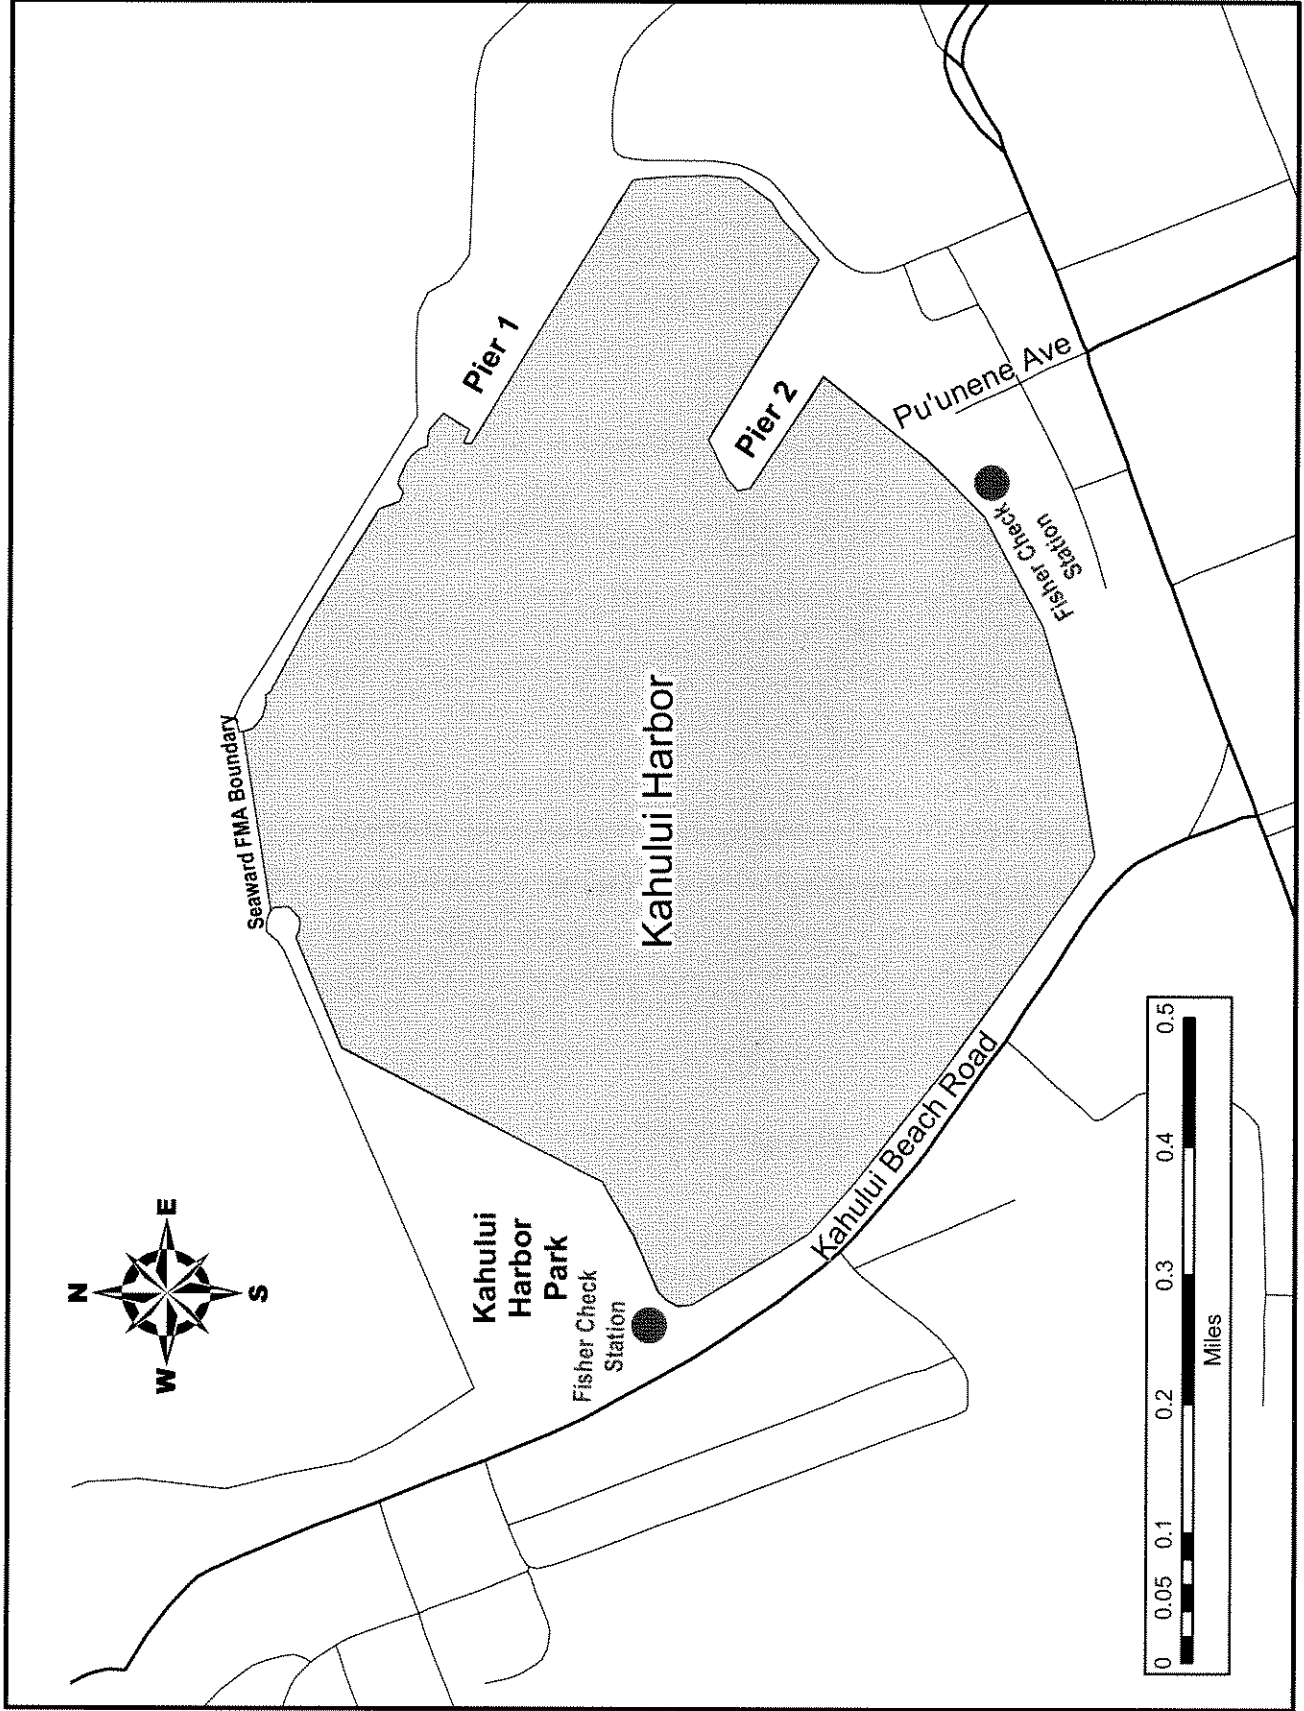 N
W
E
S
Seaward FMA Boundary
Pier 1
Pier 2
Kahului
Harbor
Park
Fisher Check
Station
Kahului Harbor
Pu'unene Ave
Fisher Check
Station
Kahului Beach Road
0 0.05 0.1 0.2 0.3 0.4 0.5
Miles